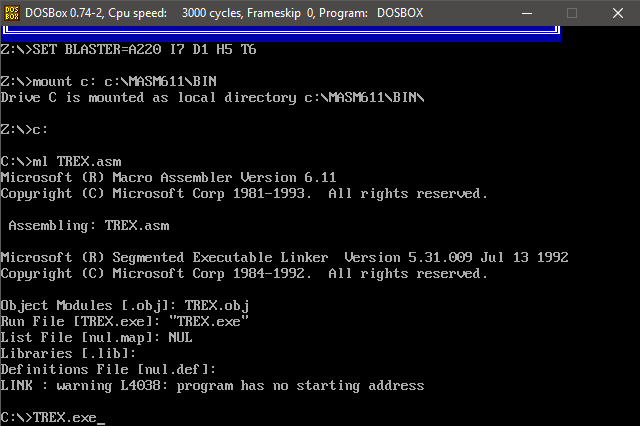 DOSBox 0.74-2, Cpu speed: 3000 cycles, Frameskip 0, Program: DOSBOX
Z:\>SET BLASTER=A220 I7 D1 H5 T6
Z:\>mount c: c:\MASM611\BIN
Drive C is mounted as local directory c:\MASM611\BIN\
Z:\>c:
C:\>ml TREX.asm
Microsoft (R) Macro Assembler Version 6.11
Copyright (C) Microsoft Corp 1981-1993.  All rights reserved.
 Assembling: TREX.asm
Microsoft (R) Segmented Executable Linker  Version 5.31.009 Jul 13 1992
Copyright (C) Microsoft Corp 1984-1992.  All rights reserved.
Object Modules [.obj]: TREX.obj
Run File [TREX.exe]: "TREX.exe"
List File [nul.map]: NUL
Libraries [.lib]:
Definitions File [nul.def]:
LINK : warning L4038: program has no starting address
C:\>TREX.exe_